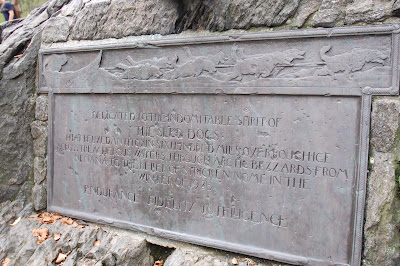 DEDICATED TO THE INDOMITABLE SPIRIT OF
THE SLED DOGS
THAT RELAYED ANTITOXIN SIX HUNDRED MILES OVER ROUGH ICE
ACROSS TREACHEROUS WATERS THROUGH ARCTIC BLIZZARDS FROM
NENANA TO THE RELIEF OF STRICKEN NOME IN THE
WINTER OF 1925
ENDURANCE FIDELITY INTELLIGENCE